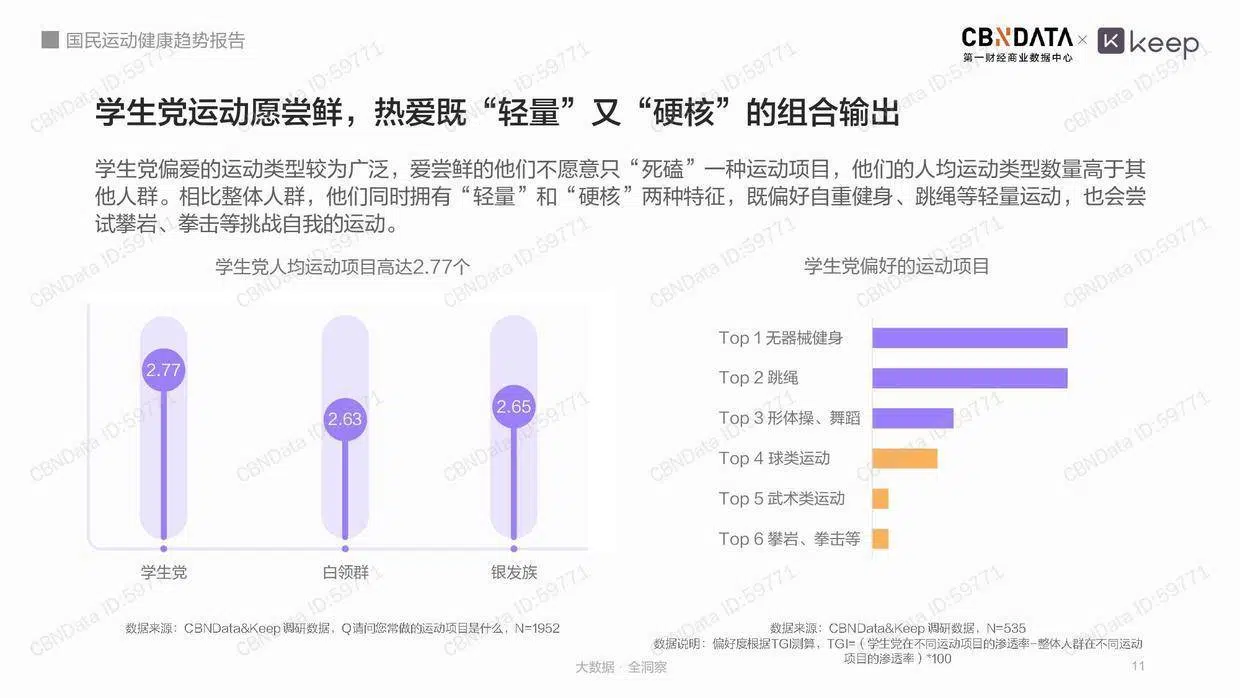 国民运动健康趋势报告
CBNDATA × keep
第一财经商业数据中心
学生党运动愿尝鲜，热爱既“轻量”又“硬核”的组合输出
学生党偏爱的运动类型较为广泛，爱尝鲜的他们不愿意只“死磕”一种运动项目，他们的人均运动类型数量高于其
他人群。相比整体人群，他们同时拥有“轻量”和“硬核”两种特征，既偏好自重健身、跳绳等轻量运动，也会尝
试攀岩、拳击等挑战自我的运动。
学生党人均运动项目高达2.77个
2.77
2.63
2.65
学生党
白领群
银发族
数据来源：CBNData&Keep调研数据，Q请问您常做的运动项目是什么，N=1952
学生党偏好的运动项目
Top 1 无器械健身
Top 2 跳绳
Top 3 形体操、舞蹈
Top 4 球类运动
Top 5 武术类运动
Top 6 攀岩、拳击等
数据来源：CBNData&Keep调研数据，N=535
数据说明：偏好度根据TGI测算，TGI=（学生党在不同运动项目的渗透率-整体人群在不同运动
项目的渗透率）*100
大数据 · 全洞察
11
CBNData ID:59771